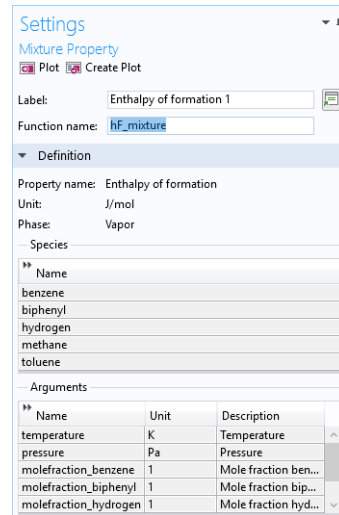 Settings
Mixture Property
Plot Create Plot
Label: Enthalpy of formation 1
Function name: hF_mixture
Definition
Property name: Enthalpy of formation
Unit: J/mol
Phase: Vapor
Species
Name
benzene
biphenyl
hydrogen
methane
toluene
Arguments
Name Unit Description
temperature K Temperature
pressure Pa Pressure
molefraction_benzene 1 Mole fraction ben...
molefraction_biphenyl 1 Mole fraction bip...
molefraction_hydrogen 1 Mole fraction hyd...